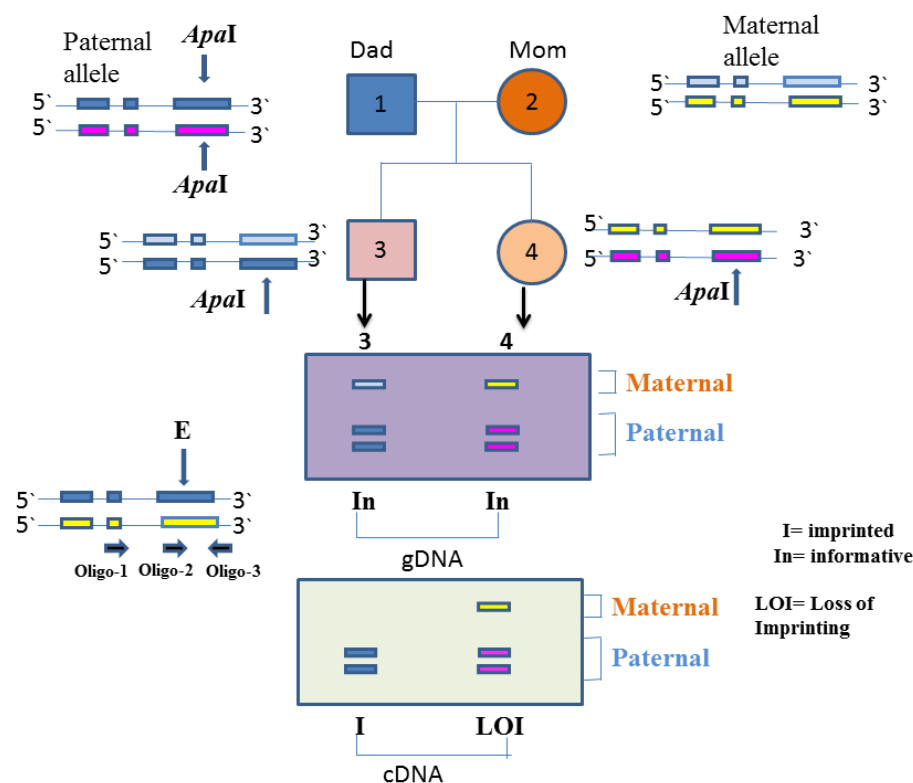 Paternal
allele
ApaI
5`
3`
5`
3`
ApaI
Dad
Mom
1
2
Maternal
allele
5`
3`
5`
3`
5`
3`
5`
3`
ApaI
3
4
5`
3`
5`
3`
ApaI
3
4
Maternal
Paternal
In
In
gDNA
E
5`
3`
5`
3`
Oligo-1
Oligo-2
Oligo-3
I= imprinted
In= informative
LOI= Loss of
Imprinting
Maternal
Paternal
I
LOI
cDNA